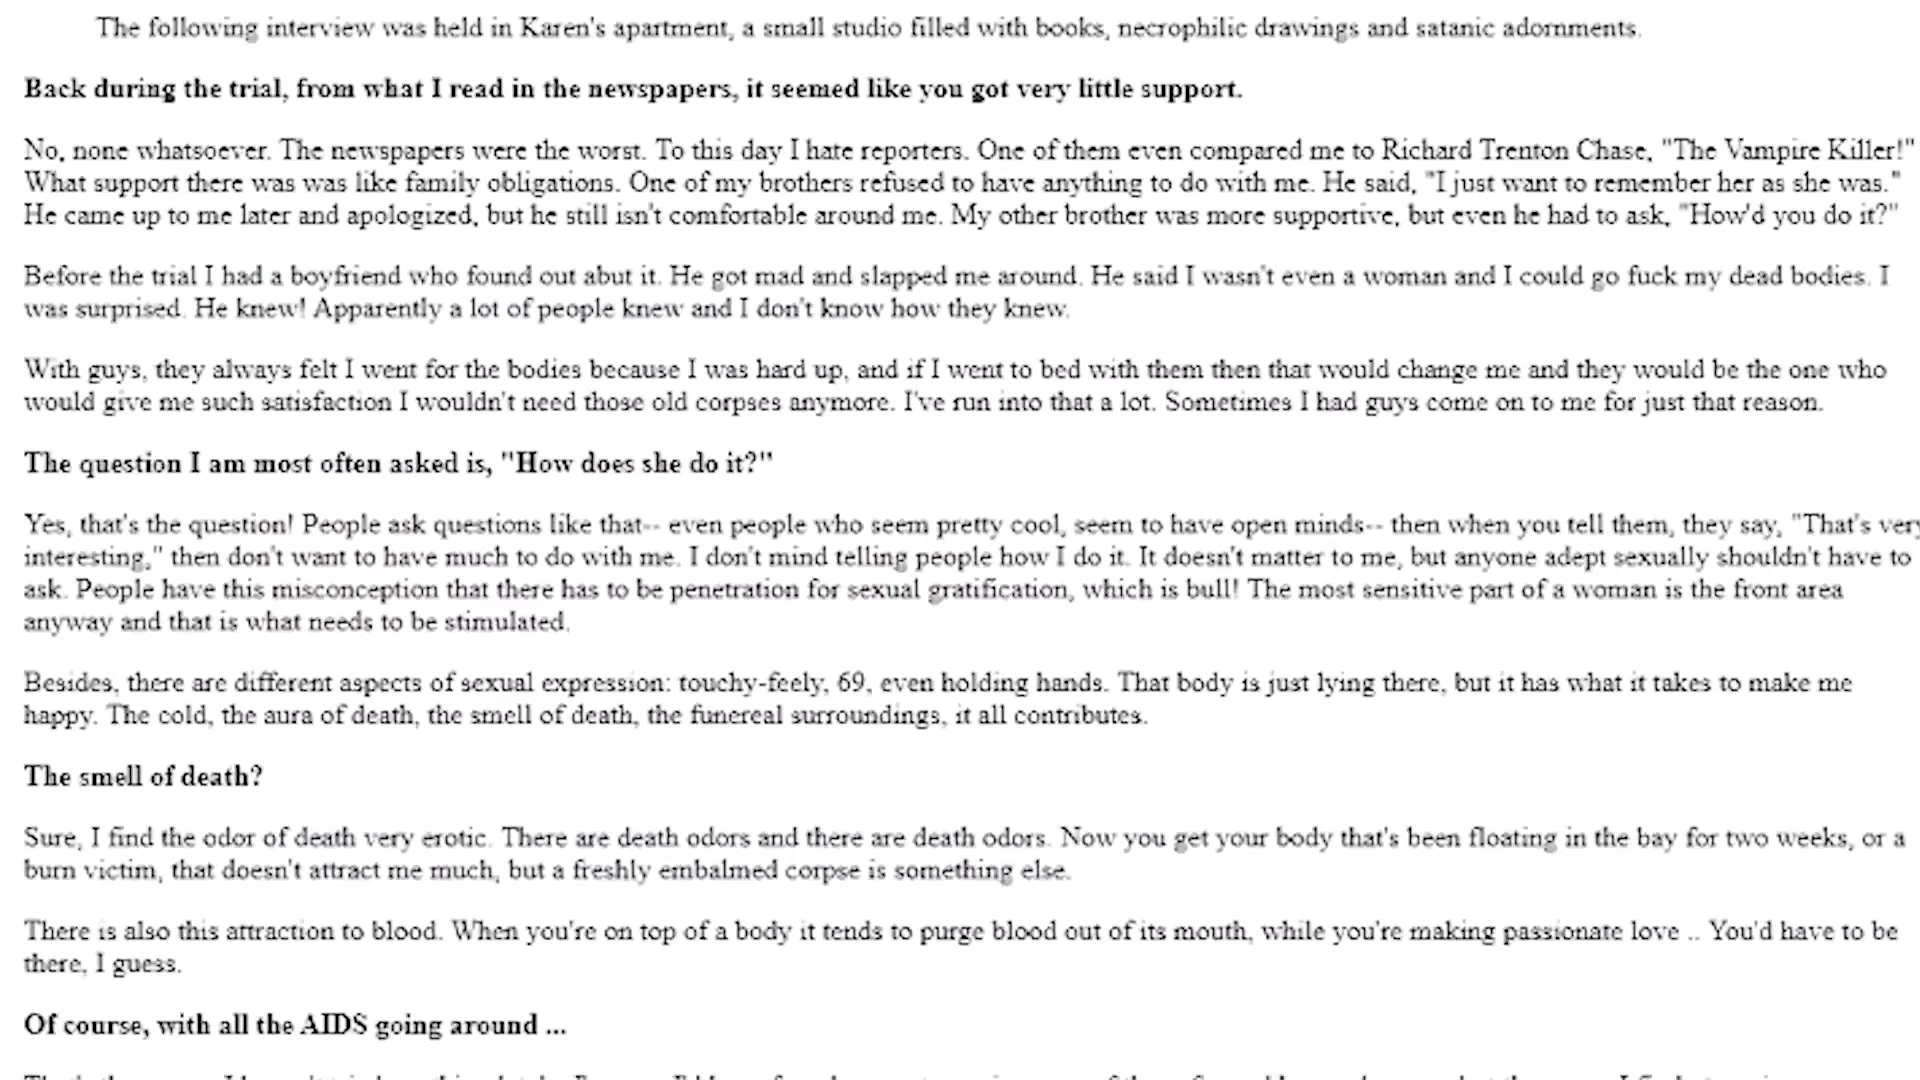 The following interview was held in Karen's apartment, a small studio filled with books, necrophilic drawings and satanic adornments.
Back during the trial, from what I read in the newspapers, it seemed like you got very little support.
No, none whatsoever. The newspapers were the worst. To this day I hate reporters. One of them even compared me to Richard Trenton Chase, "The Vampire Killer!"
What support there was was like family obligations. One of my brothers refused to have anything to do with me. He said, "I just want to remember her as she was."
He came up to me later and apologized, but he still isn't comfortable around me. My other brother was more supportive, but even he had to ask, "How'd you do it?"
Before the trial I had a boyfriend who found out abut it. He got mad and slapped me around. He said I wasn't even a woman and I could go fuck my dead bodies. I
was surprised. He knew! Apparently a lot of people knew and I don't know how they knew.
With guys, they always felt I went for the bodies because I was hard up, and if I went to bed with them then that would change me and they would be the one who
would give me such satisfaction I wouldn't need those old corpses anymore. I've run into that a lot. Sometimes I had guys come on to me for just that reason.
The question I am most often asked is, "How does she do it?"
Yes, that's the question! People ask questions like that-- even people who seem pretty cool, seem to have open minds-- then when you tell them, they say, "That's very
interesting," then don't want to have much to do with me. I don't mind telling people how I do it. It doesn't matter to me, but anyone adept sexually shouldn't have to
ask. People have this misconception that there has to be penetration for sexual gratification, which is bull! The most sensitive part of a woman is the front area
anyway and that is what needs to be stimulated.
Besides, there are different aspects of sexual expression: touchy-feely, 69, even holding hands. That body is just lying there, but it has what it takes to make me
happy. The cold, the aura of death, the smell of death, the funereal surroundings, it all contributes.
The smell of death?
Sure, I find the odor of death very erotic. There are death odors and there are death odors. Now you get your body that's been floating in the bay for two weeks, or a
burn victim, that doesn't attract me much, but a freshly embalmed corpse is something else.
There is also this attraction to blood. When you're on top of a body it tends to purge blood out of its mouth, while you're making passionate love .. You'd have to be
there, I guess.
Of course, with all the AIDS going around ...